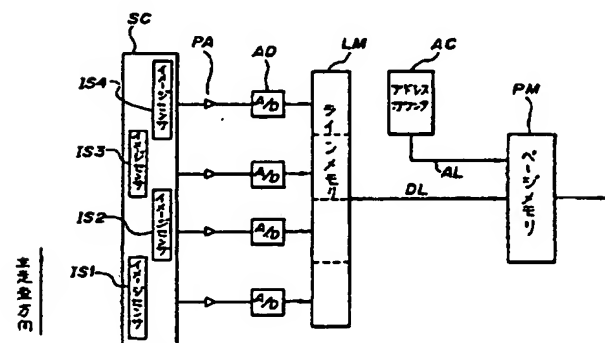 SC
PA
AD
LM
AC
PM
IS4
イメージセンサ
A/D
アドレス
カウンタ
IS3
イメージセンサ
A/D
ラインメモリ
AL
DL
ページメモリ
IS2
イメージセンサ
A/D
IS1
イメージセンサ
A/D
主走査方向